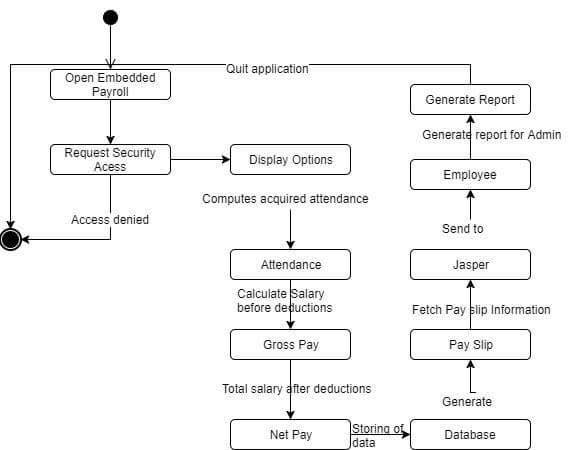 Quit application
Open Embedded
Payroll
Generate Report
Generate report for Admin
Request Security
Acess
Display Options
Employee
Computes acquired attendance
Access denied
Send to
Attendance
Jasper
Calculate Salary
before deductions
Fetch Pay slip Information
Gross Pay
Pay Slip
Total salary after deductions
Generate
Net Pay
Storing of
data
Database